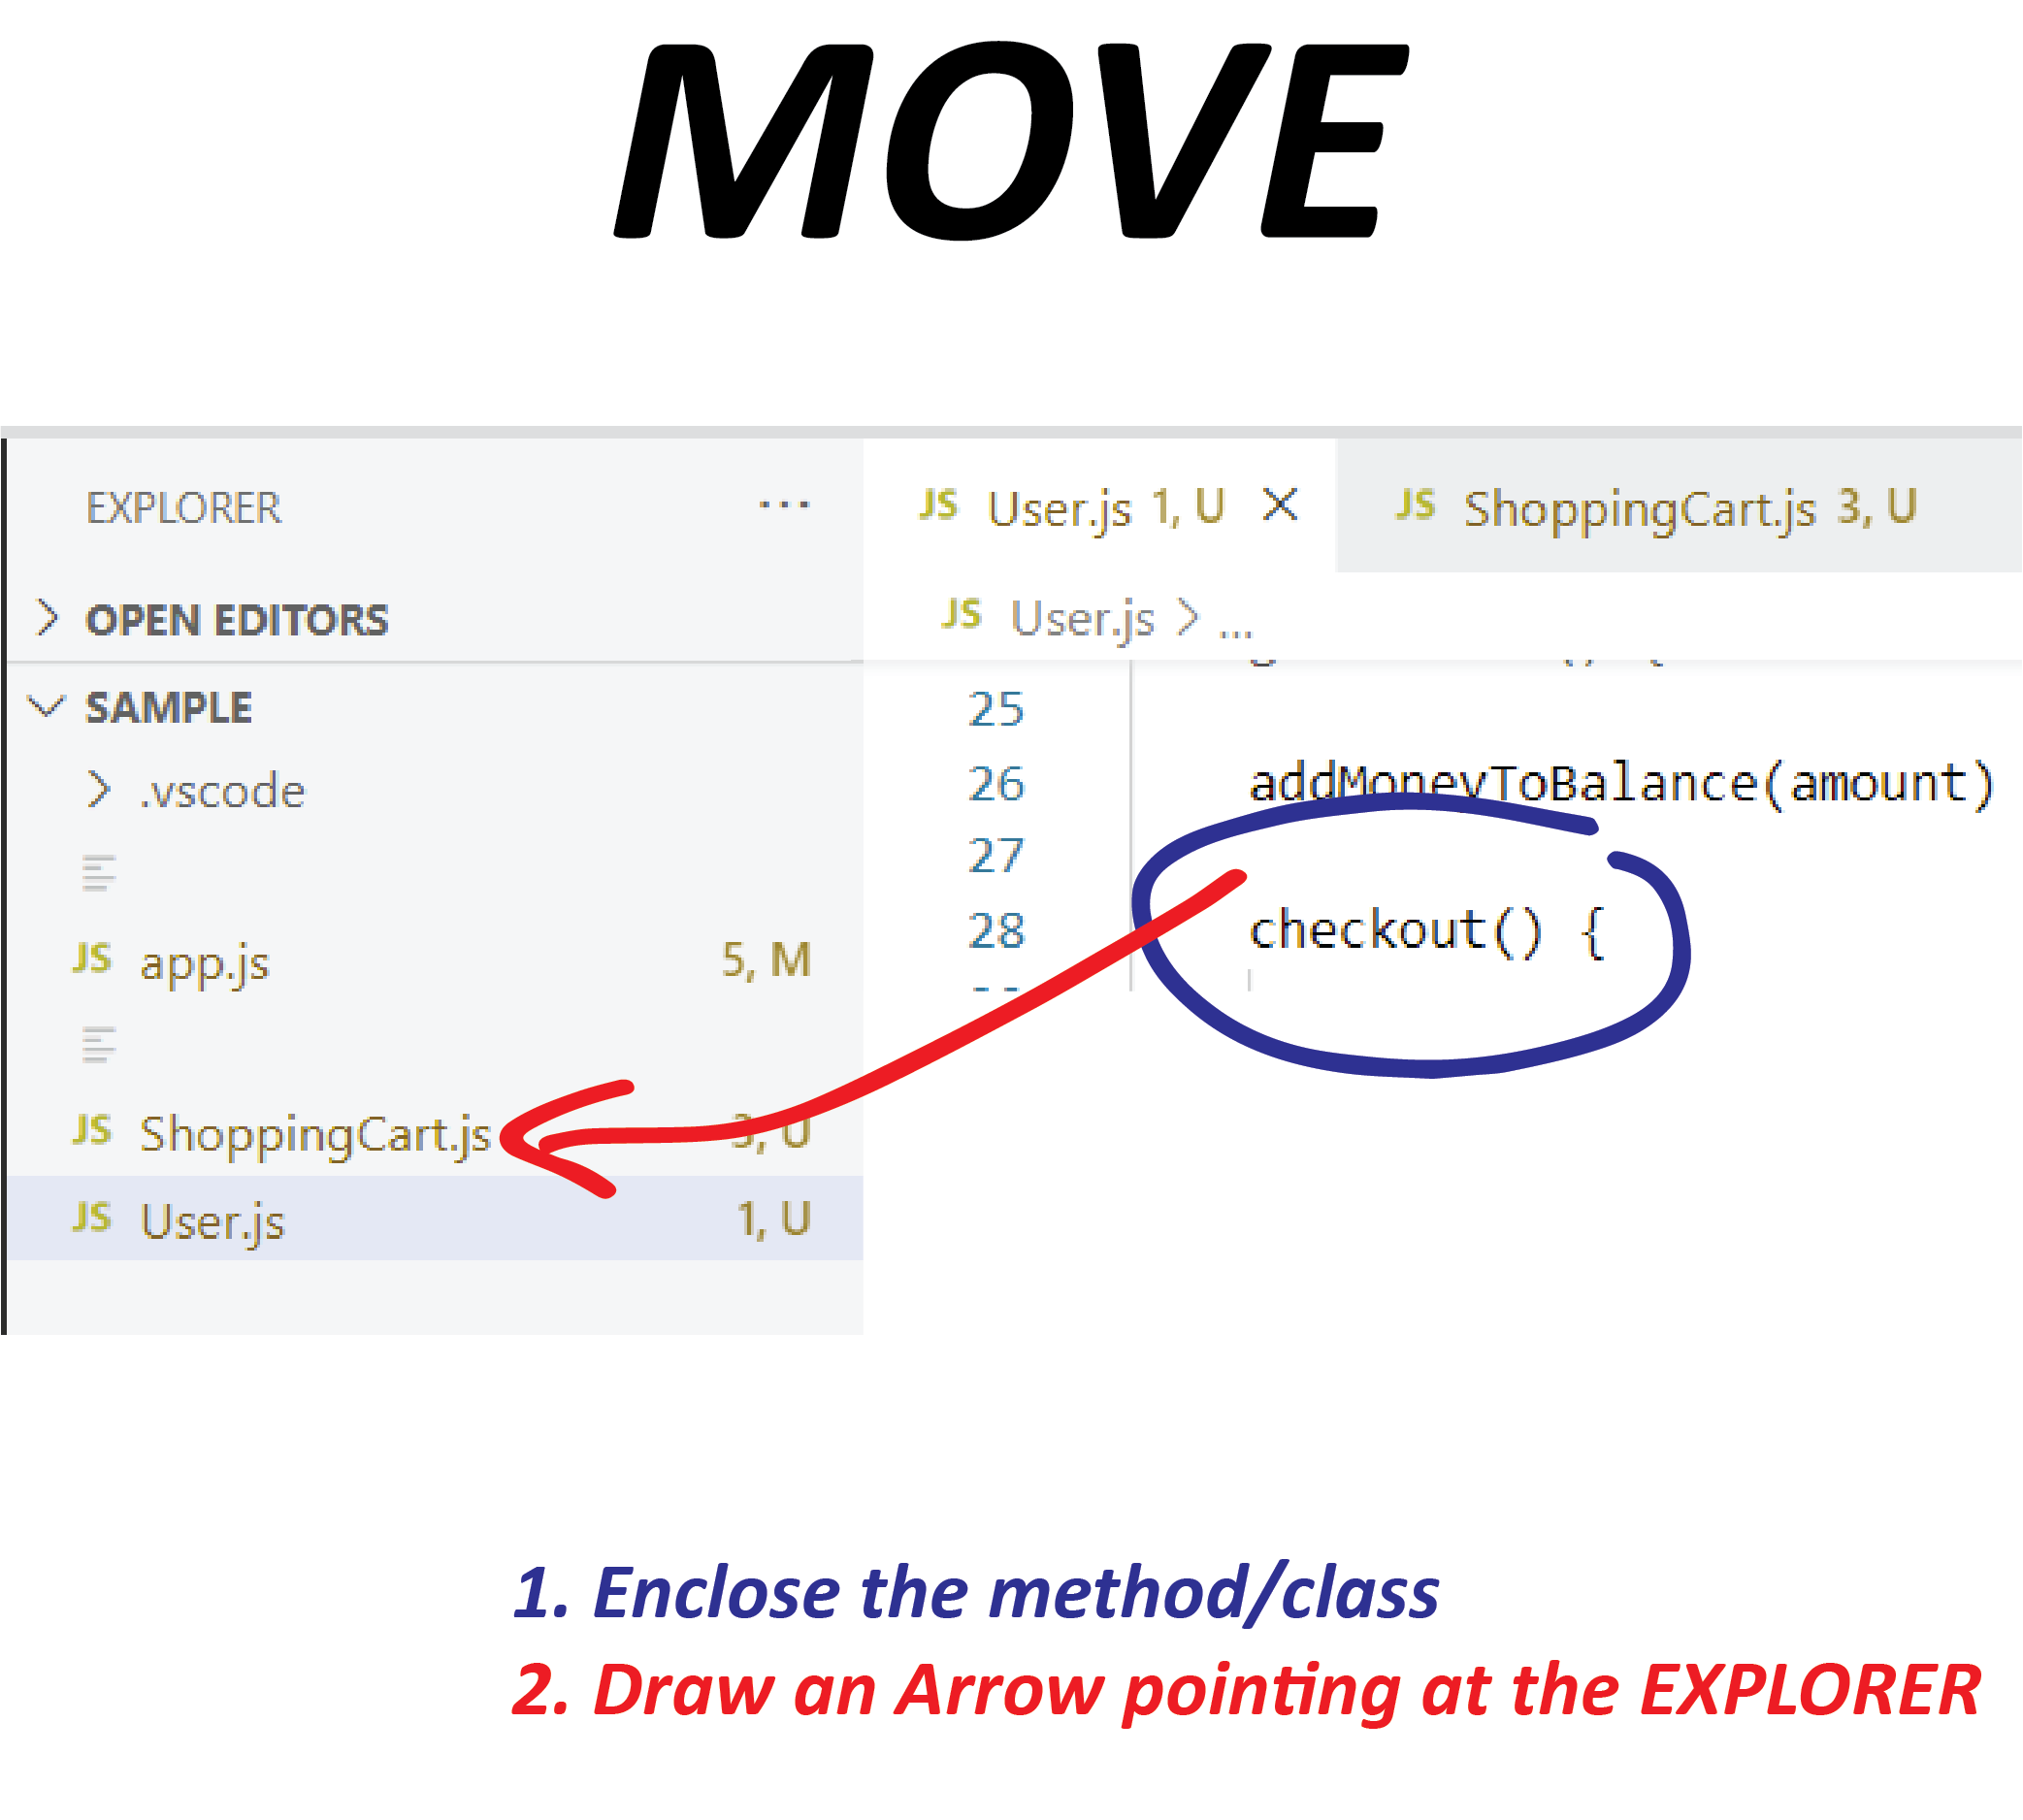 MOVE
EXPLORER ...
JS User.js 1, U × JS ShoppingCart.js 3, U
> OPEN EDITORS
JS User.js > ...
SAMPLE
25
> .vscode
26 addMoneyToBalance(amount)
27
28 checkout() {
JS app.js 5, M
JS ShoppingCart.js 3, U
JS User.js 1, U
1. Enclose the method/class
2. Draw an Arrow pointing at the EXPLORER